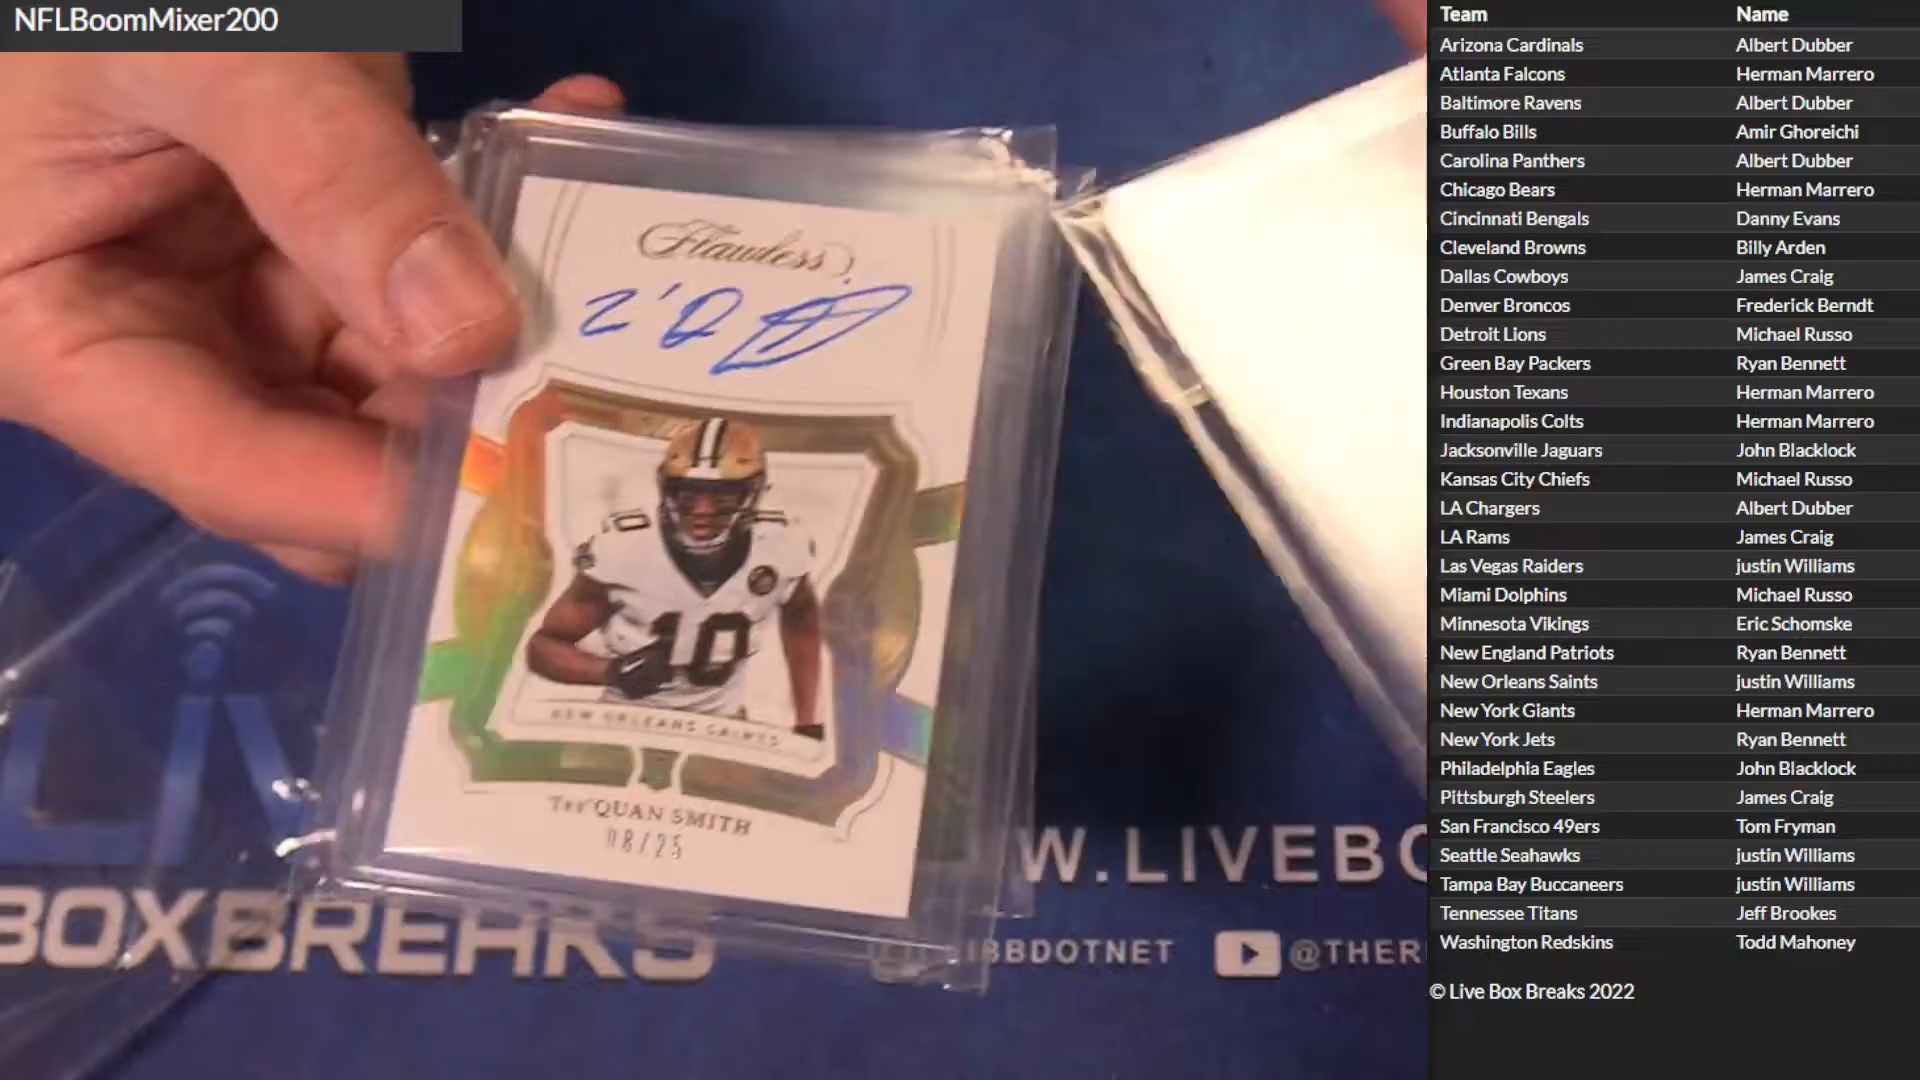 NFLBoomMixer200
Team Name
Arizona Cardinals Albert Dubber
Atlanta Falcons Herman Marrero
Baltimore Ravens Albert Dubber
Buffalo Bills Amir Ghoreichi
Carolina Panthers Albert Dubber
Chicago Bears Herman Marrero
Cincinnati Bengals Danny Evans
Cleveland Browns Billy Arden
Dallas Cowboys James Craig
Denver Broncos Frederick Berndt
Detroit Lions Michael Russo
Green Bay Packers Ryan Bennett
Houston Texans Herman Marrero
Indianapolis Colts Herman Marrero
Jacksonville Jaguars John Blacklock
Kansas City Chiefs Michael Russo
LA Chargers Albert Dubber
LA Rams James Craig
Las Vegas Raiders justin Williams
Miami Dolphins Michael Russo
Minnesota Vikings Eric Schomske
New England Patriots Ryan Bennett
New Orleans Saints justin Williams
New York Giants Herman Marrero
New York Jets Ryan Bennett
Philadelphia Eagles John Blacklock
Pittsburgh Steelers James Craig
San Francisco 49ers Tom Fryman
Seattle Seahawks justin Williams
Tampa Bay Buccaneers justin Williams
Tennessee Titans Jeff Brookes
Washington Redskins Todd Mahoney
© Live Box Breaks 2022
Flawless
10
10
NEW ORLEANS SAINTS
TRE'QUAN SMITH
08/25
W.LIVEBO
BOXBREAKS
BBDOTNET
@THER